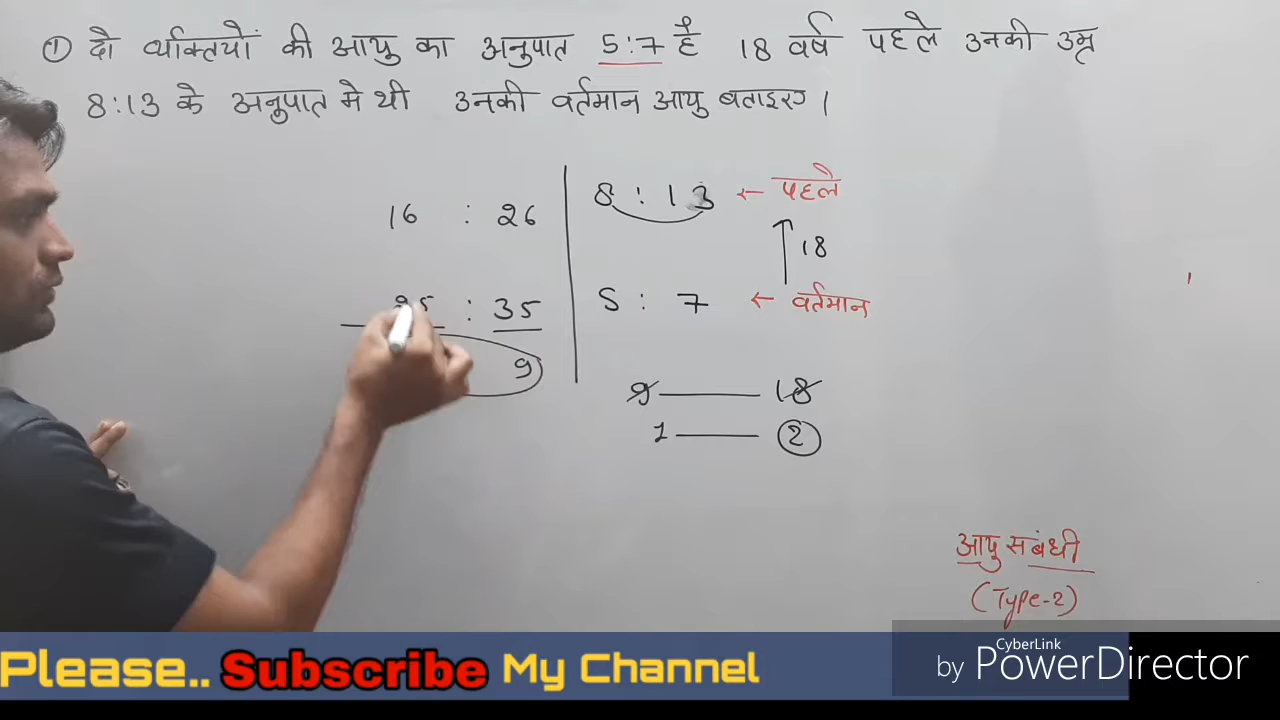 ① दो व्यक्तियों की आयु का अनुपात 5:7 है 18 वर्ष पहले उनकी उम्र
8:13 के अनुपात मे थी उनकी वर्तमान आयु बताइए।
16 : 26
8 : 13 ← पहले
18
25 : 35
5 : 7 ← वर्तमान
9
9 — 18
1 — 2
आयु सबंधी
(Type-2)
Please.. Subscribe My Channel
CyberLink
by PowerDirector